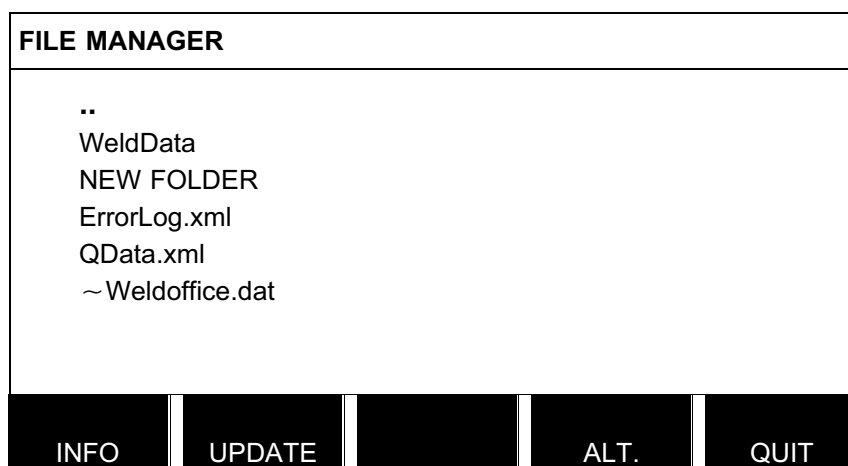 FILE MANAGER
..
WeldData
NEW FOLDER
ErrorLog.xml
QData.xml
~Weldoffice.dat
INFO UPDATE ALT. QUIT